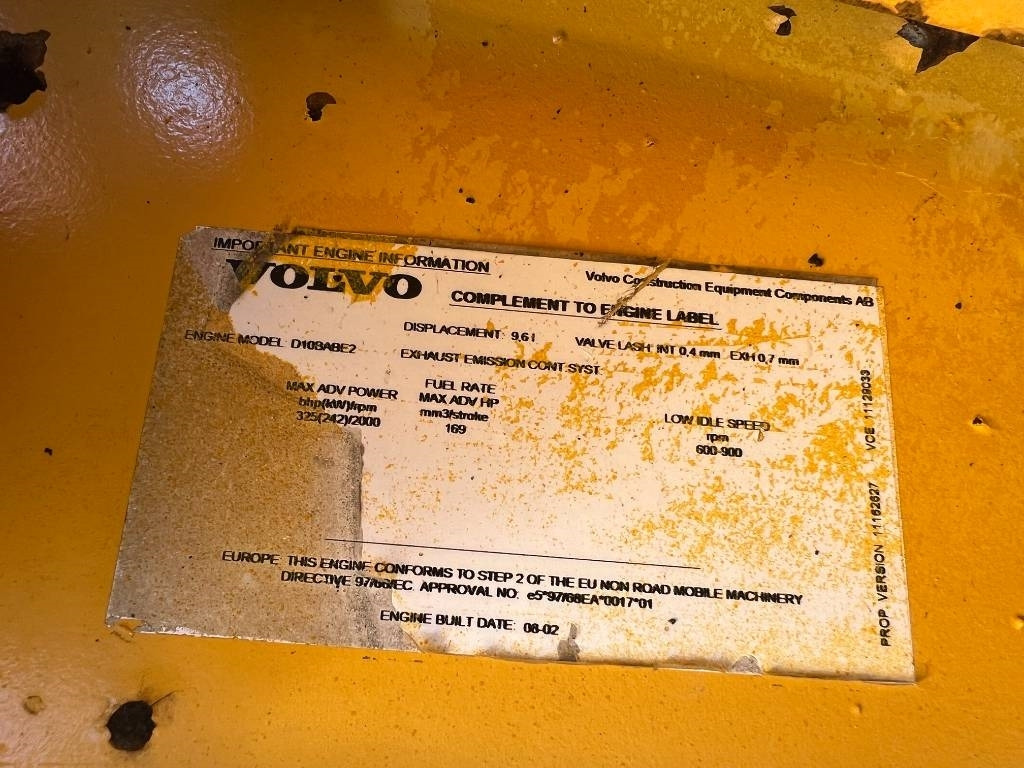 IMPORTANT ENGINE INFORMATION
VOLVO
Volvo Construction Equipment Components AB
COMPLEMENT TO ENGINE LABEL
ENGINE MODEL: D10BABE2
DISPLACEMENT: 9,6 l
VALVE LASH: INT 0,4 mm EXH 0,7 mm
EXHAUST EMISSION CONT.SYST.
MAX ADV POWER
bhp(kW)/rpm
325(242)/2000
FUEL RATE
MAX ADV HP
mm3/stroke
169
LOW IDLE SPEED
rpm
600-900
EUROPE: THIS ENGINE CONFORMS TO STEP 2 OF THE EU NON ROAD MOBILE MACHINERY
DIRECTIVE 97/68/EC. APPROVAL NO: e5*97/68EA*0017*01
ENGINE BUILT DATE: 08-02
PROP VERSION 11162627 VOE 11129033